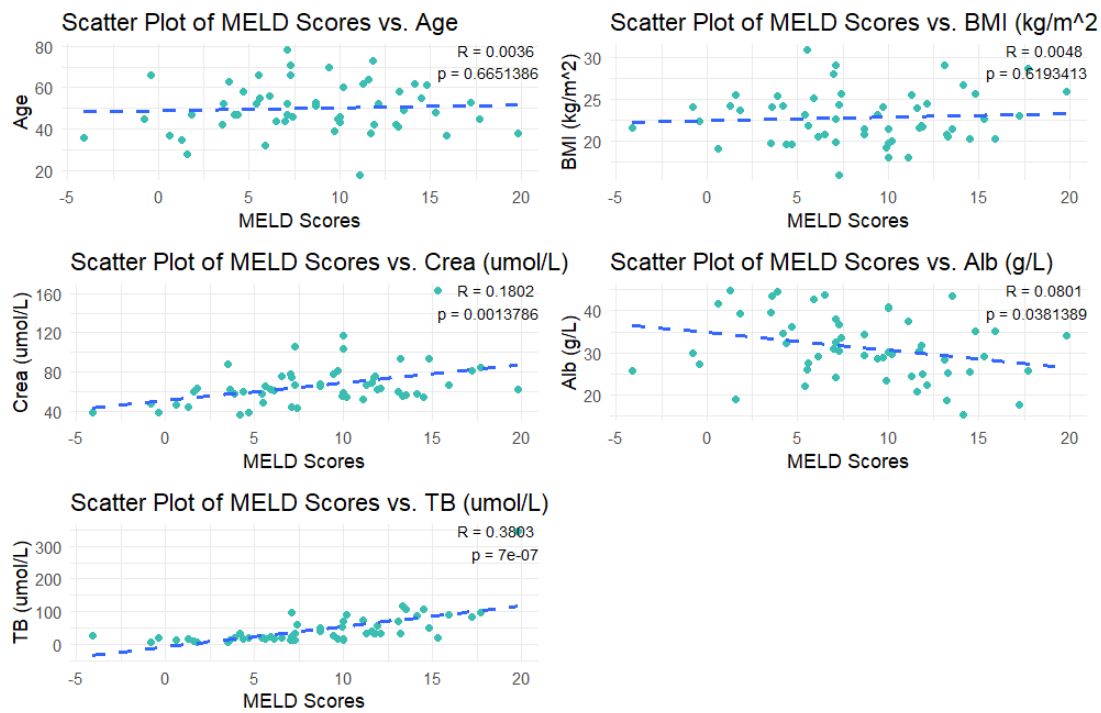 Scatter Plot of MELD Scores vs. Age
R = 0.0036
p = 0.6651386
80
60
40
20
Age
-5 0 5 10 15 20
MELD Scores
Scatter Plot of MELD Scores vs. BMI (kg/m^2
R = 0.0048
p = 0.6193413
30
25
20
BMI (kg/m^2)
-5 0 5 10 15 20
MELD Scores
Scatter Plot of MELD Scores vs. Crea (umol/L)
R = 0.1802
p = 0.0013786
160
120
80
40
Crea (umol/L)
-5 0 5 10 15 20
MELD Scores
Scatter Plot of MELD Scores vs. Alb (g/L)
R = 0.0801
p = 0.0381389
40
30
20
Alb (g/L)
-5 0 5 10 15 20
MELD Scores
Scatter Plot of MELD Scores vs. TB (umol/L)
R = 0.3803
p = 7e-07
300
200
100
0
TB (umol/L)
-5 0 5 10 15 20
MELD Scores